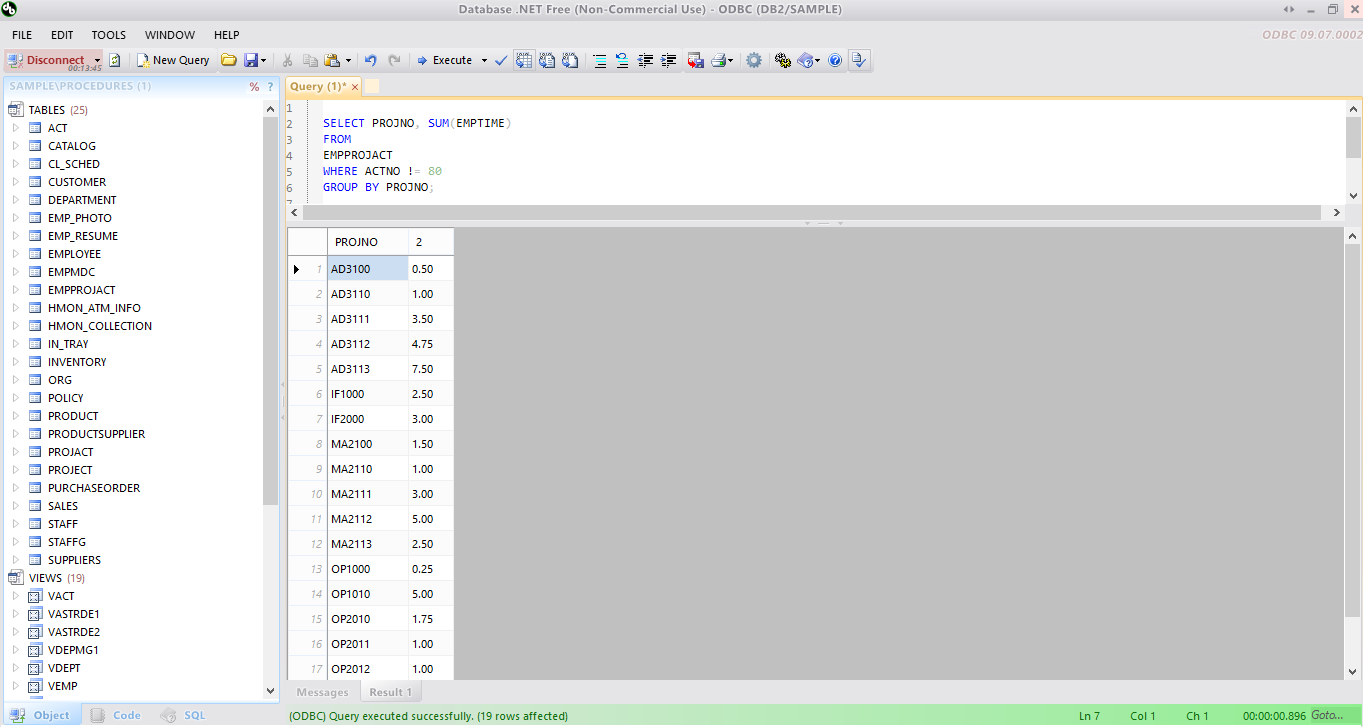 Database .NET Free (Non-Commercial Use) - ODBC (DB2/SAMPLE)
FILE EDIT TOOLS WINDOW HELP
ODBC 09.07.0002
Disconnect New Query Execute
00:13:45
SAMPLE\PROCEDURES (1) % ?
Query (1)* ×
TABLES (25)
ACT
CATALOG
CL_SCHED
CUSTOMER
DEPARTMENT
EMP_PHOTO
EMP_RESUME
EMPLOYEE
EMPMDC
EMPPROJACT
HMON_ATM_INFO
HMON_COLLECTION
IN_TRAY
INVENTORY
ORG
POLICY
PRODUCT
PRODUCTSUPPLIER
PROJACT
PROJECT
PURCHASEORDER
SALES
STAFF
STAFFG
SUPPLIERS
VIEWS (19)
VACT
VASTRDE1
VASTRDE2
VDEPMG1
VDEPT
VEMP
Object Code SQL
1
2 SELECT PROJNO, SUM(EMPTIME)
3 FROM
4 EMPPROJACT
5 WHERE ACTNO != 80
6 GROUP BY PROJNO;
7
PROJNO 2
1 AD3100 0.50
2 AD3110 1.00
3 AD3111 3.50
4 AD3112 4.75
5 AD3113 7.50
6 IF1000 2.50
7 IF2000 3.00
8 MA2100 1.50
9 MA2110 1.00
10 MA2111 3.00
11 MA2112 5.00
12 MA2113 2.50
13 OP1000 0.25
14 OP1010 5.00
15 OP2010 1.75
16 OP2011 1.00
17 OP2012 1.00
Messages Result 1
(ODBC) Query executed successfully. (19 rows affected) Ln 7 Col 1 Ch 1 00:00:00.896 Goto...